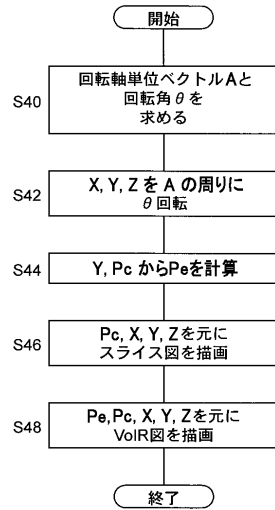 開始
S40
回転軸単位ベクトルAと
回転角θを
求める
S42
X, Y, Z を A の周りに
θ回転
S44
Y, Pc からPeを計算
S46
Pc, X, Y, Zを元に
スライス図を描画
S48
Pe,Pc, X, Y, Zを元に
VolR図を描画
終了